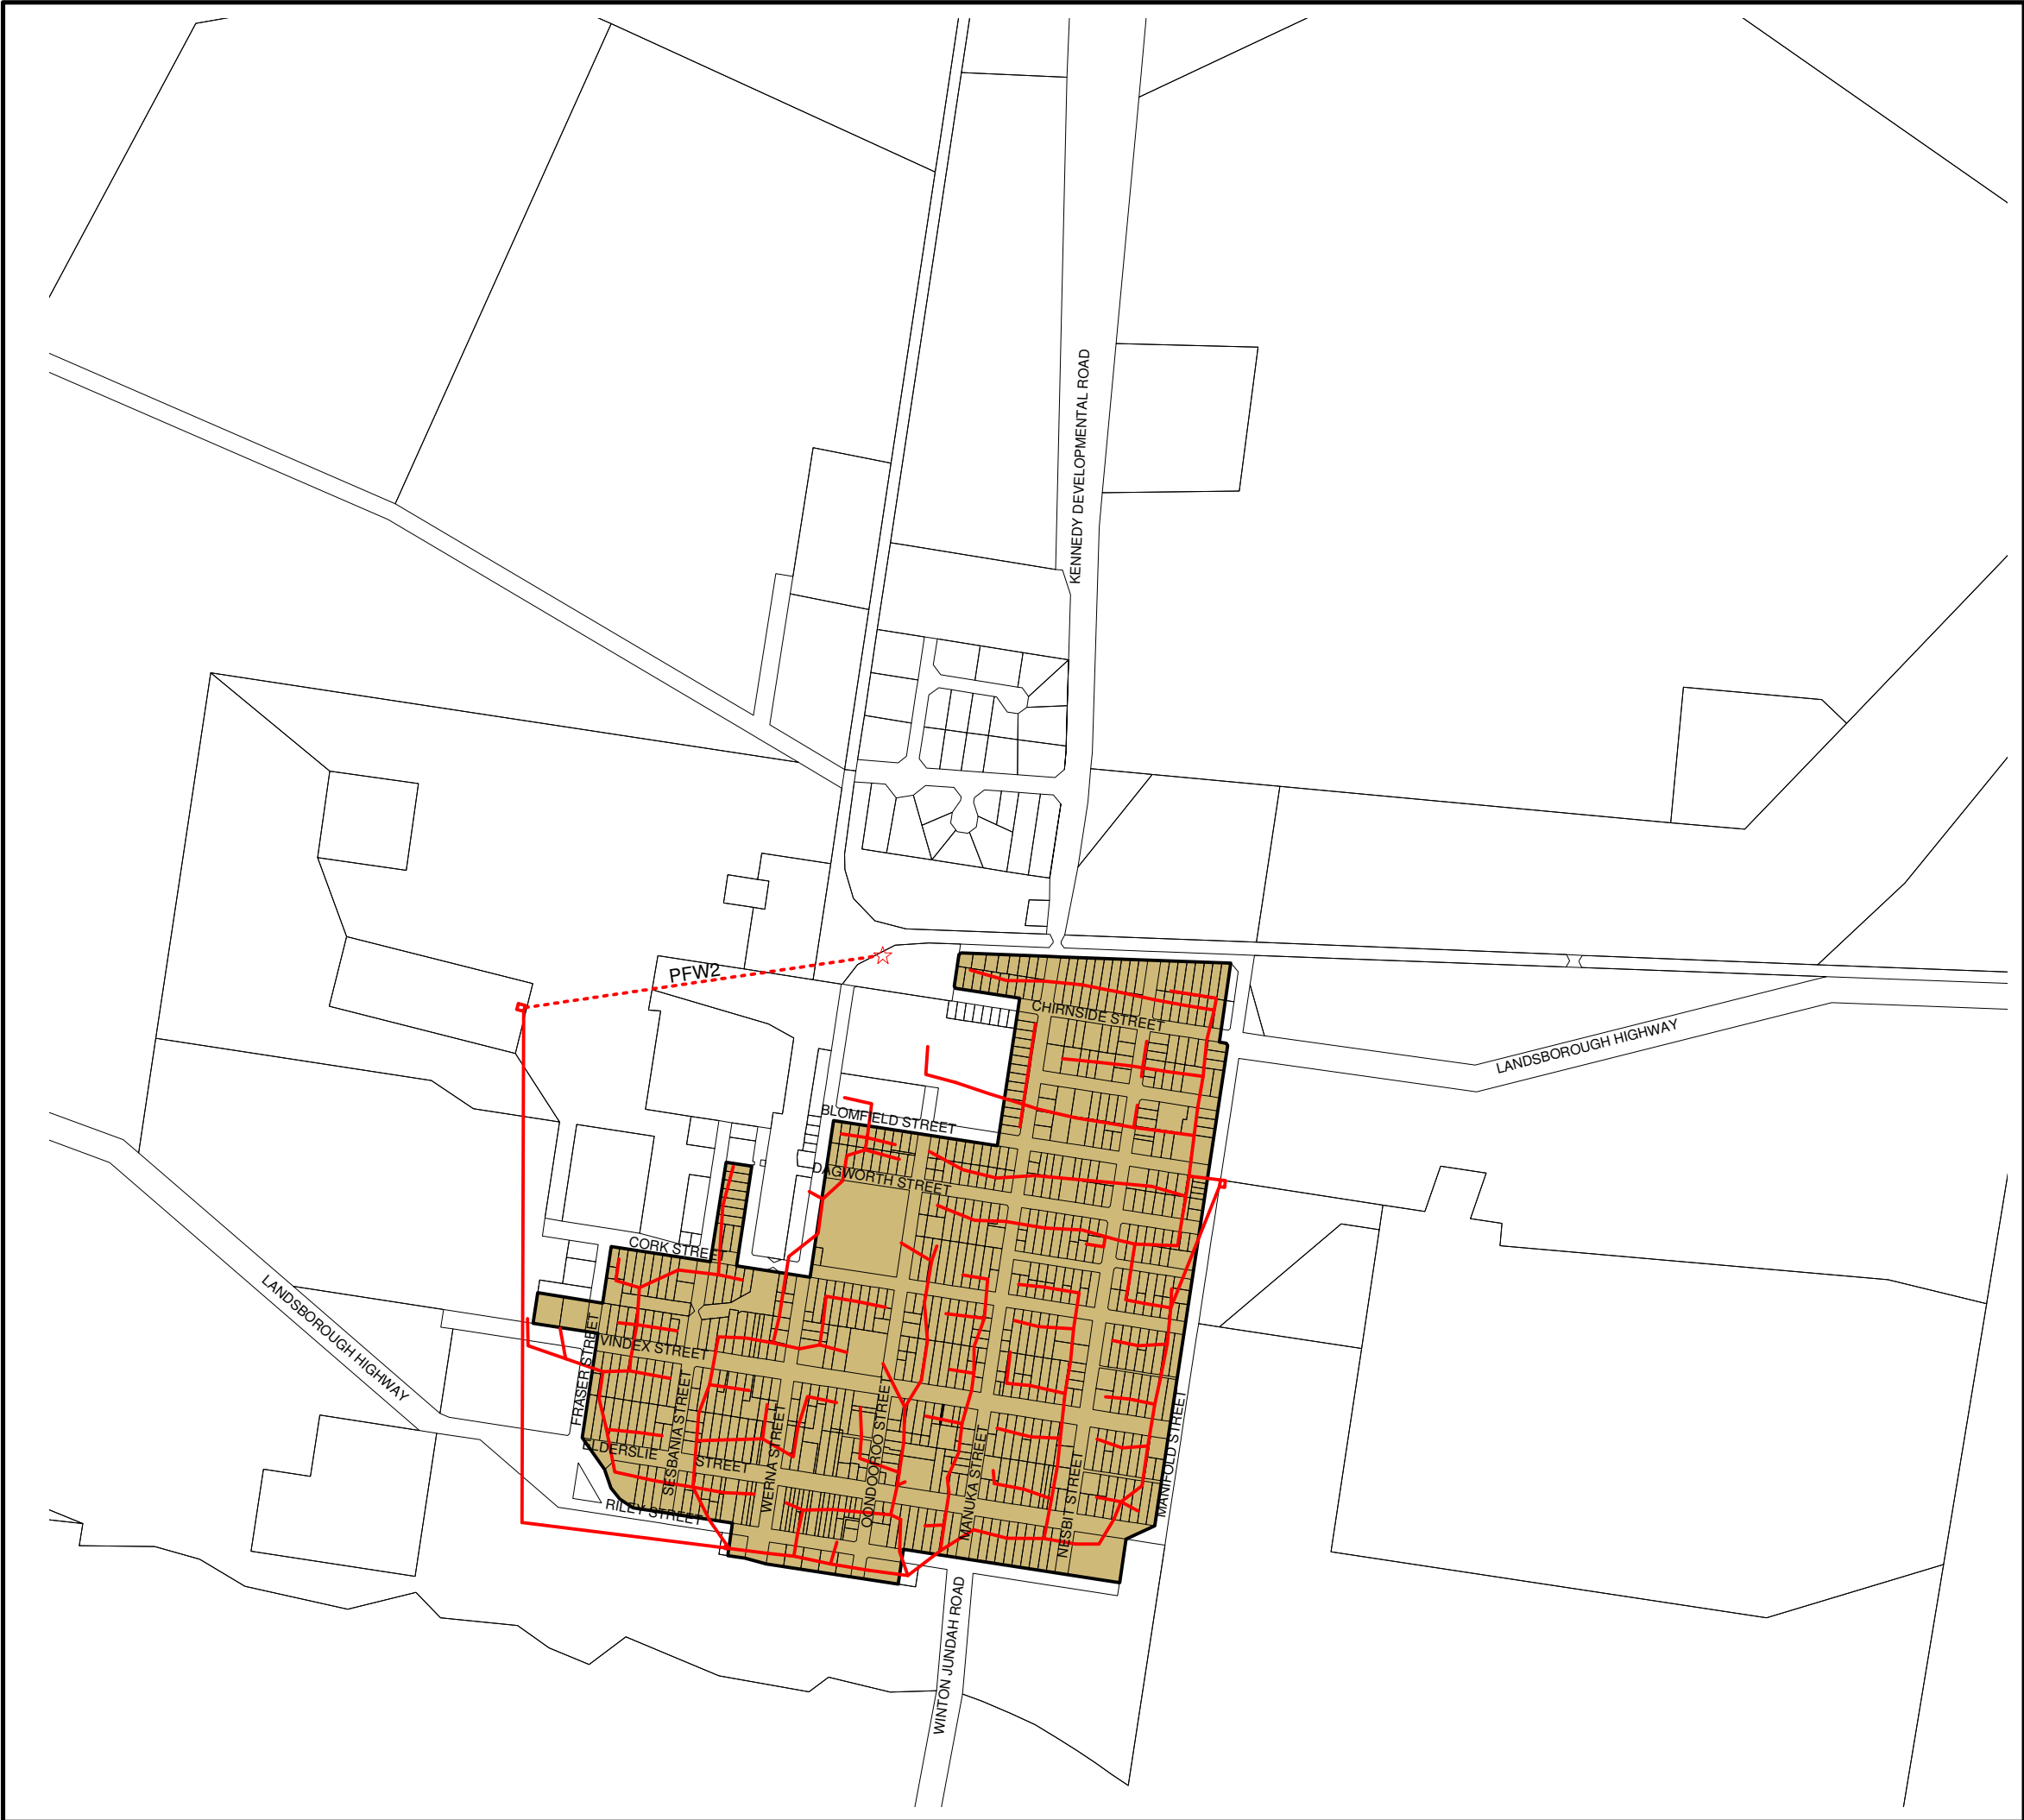 KENNEDY DEVELOPMENTAL ROAD
PFW2
CHIRNSIDE STREET
LANDSBOROUGH HIGHWAY
BLOMFIELD STREET
DAGWORTH STREET
CORK STREET
LANDSBOROUGH HIGHWAY
FRASER STREET
VINDEX STREET
SESBANIA STREET
WERNA STREET
OONDOOROO STREET
MANUKA STREET
NESBIT STREET
MANIFOLD STREET
ELDERSLIE STREET
RILEY STREET
WINTON JUNDAH ROAD